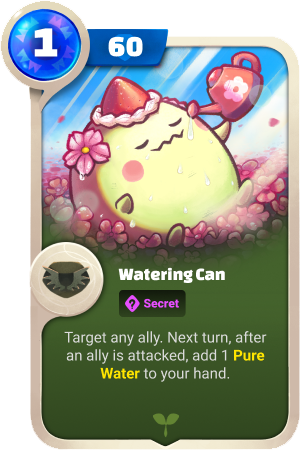 1
60
Watering Can
Secret
Target any ally. Next turn, after
an ally is attacked, add 1 Pure
Water to your hand.